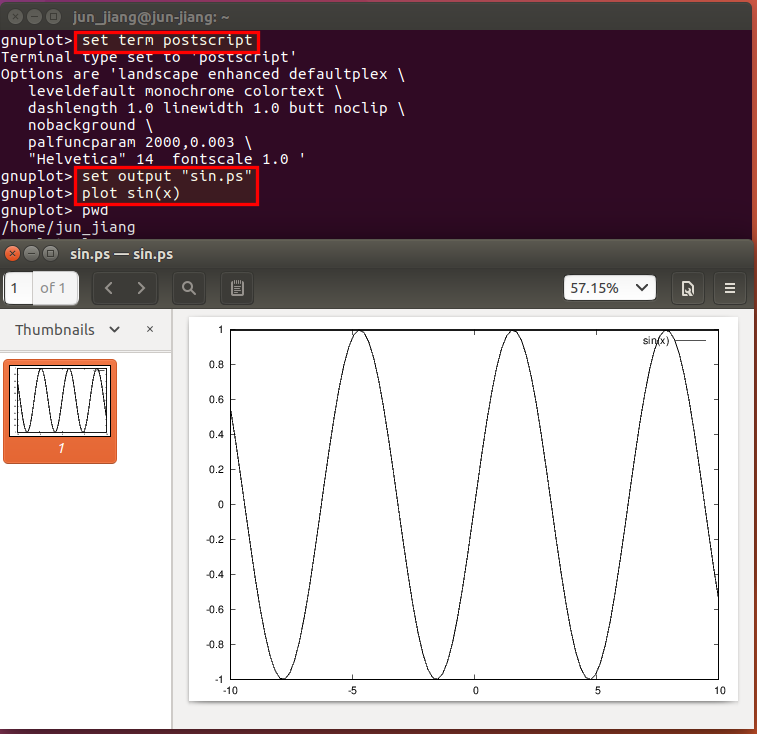 jun_jiang@jun-jiang: ~
gnuplot> set term postscript
Terminal type set to 'postscript'
Options are 'landscape enhanced defaultplex \
   leveldefault monochrome colortext \
   dashlength 1.0 linewidth 1.0 butt noclip \
   nobackground \
   palfuncparam 2000,0.003 \
   "Helvetica" 14  fontscale 1.0 '
gnuplot> set output "sin.ps"
gnuplot> plot sin(x)
gnuplot> pwd
/home/jun_jiang
sin.ps — sin.ps
1 of 1 57.15%
Thumbnails
1
sin(x)
1
0.8
0.6
0.4
0.2
0
-0.2
-0.4
-0.6
-0.8
-1
-10 -5 0 5 10